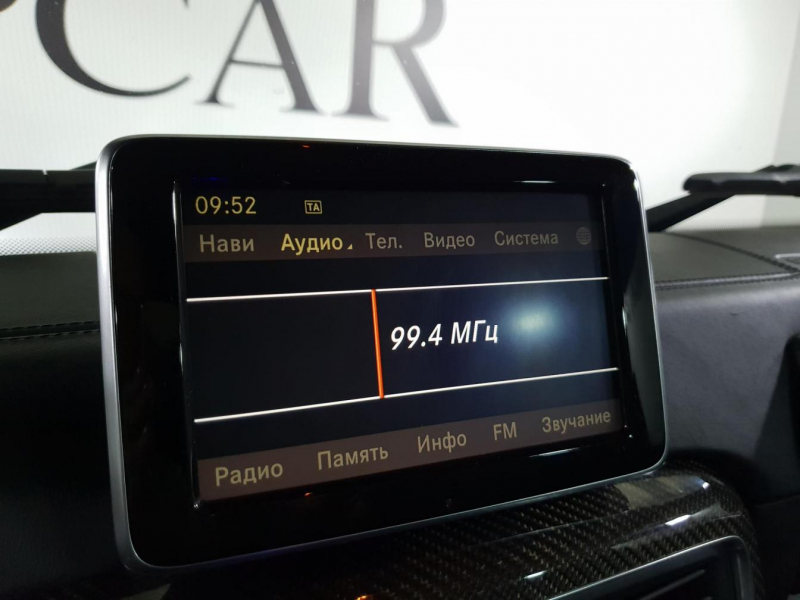 CAR
09:52 TA
Нави Аудио Тел. Видео Система
99.4 МГц
Радио Память Инфо FM Звучание